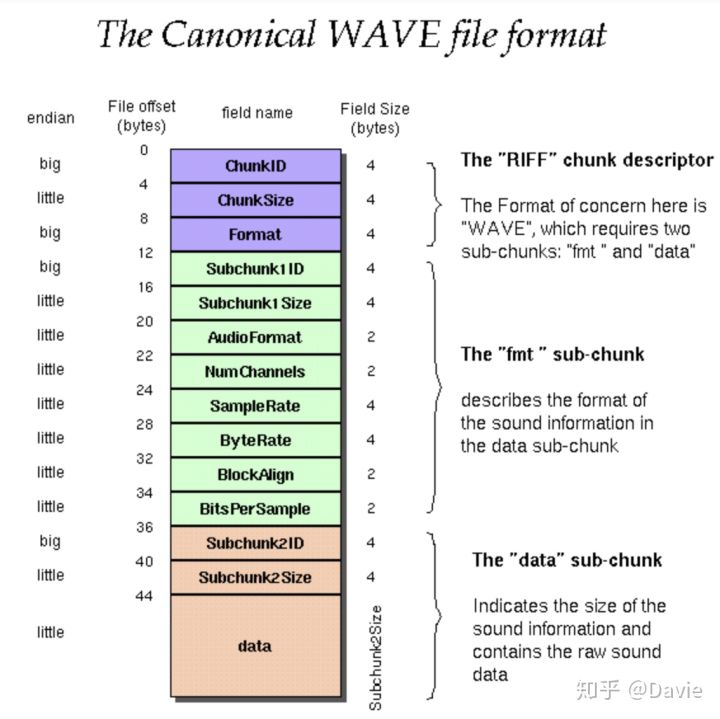 The Canonical WAVE file format
endian
File offset
(bytes)
field name
Field Size
(bytes)
0
big
ChunkID
4
4
little
ChunkSize
4
8
big
Format
4
12
big
Subchunk1 ID
4
16
little
Subchunk1 Size
4
20
little
AudioFormat
2
22
little
NumChannels
2
24
little
SampleRate
4
28
little
ByteRate
4
32
little
BlockAlign
2
34
little
BitsPerSample
2
36
big
Subchunk2ID
4
40
little
Subchunk2Size
4
44
little
data
Subchunk2Size
The "RIFF" chunk descriptor
The Format of concern here is
"WAVE", which requires two
sub-chunks: "fmt " and "data"
The "fmt " sub-chunk
describes the format of
the sound information in
the data sub-chunk
The "data" sub-chunk
Indicates the size of the
sound information and
contains the raw sound
data
知乎 @Davie